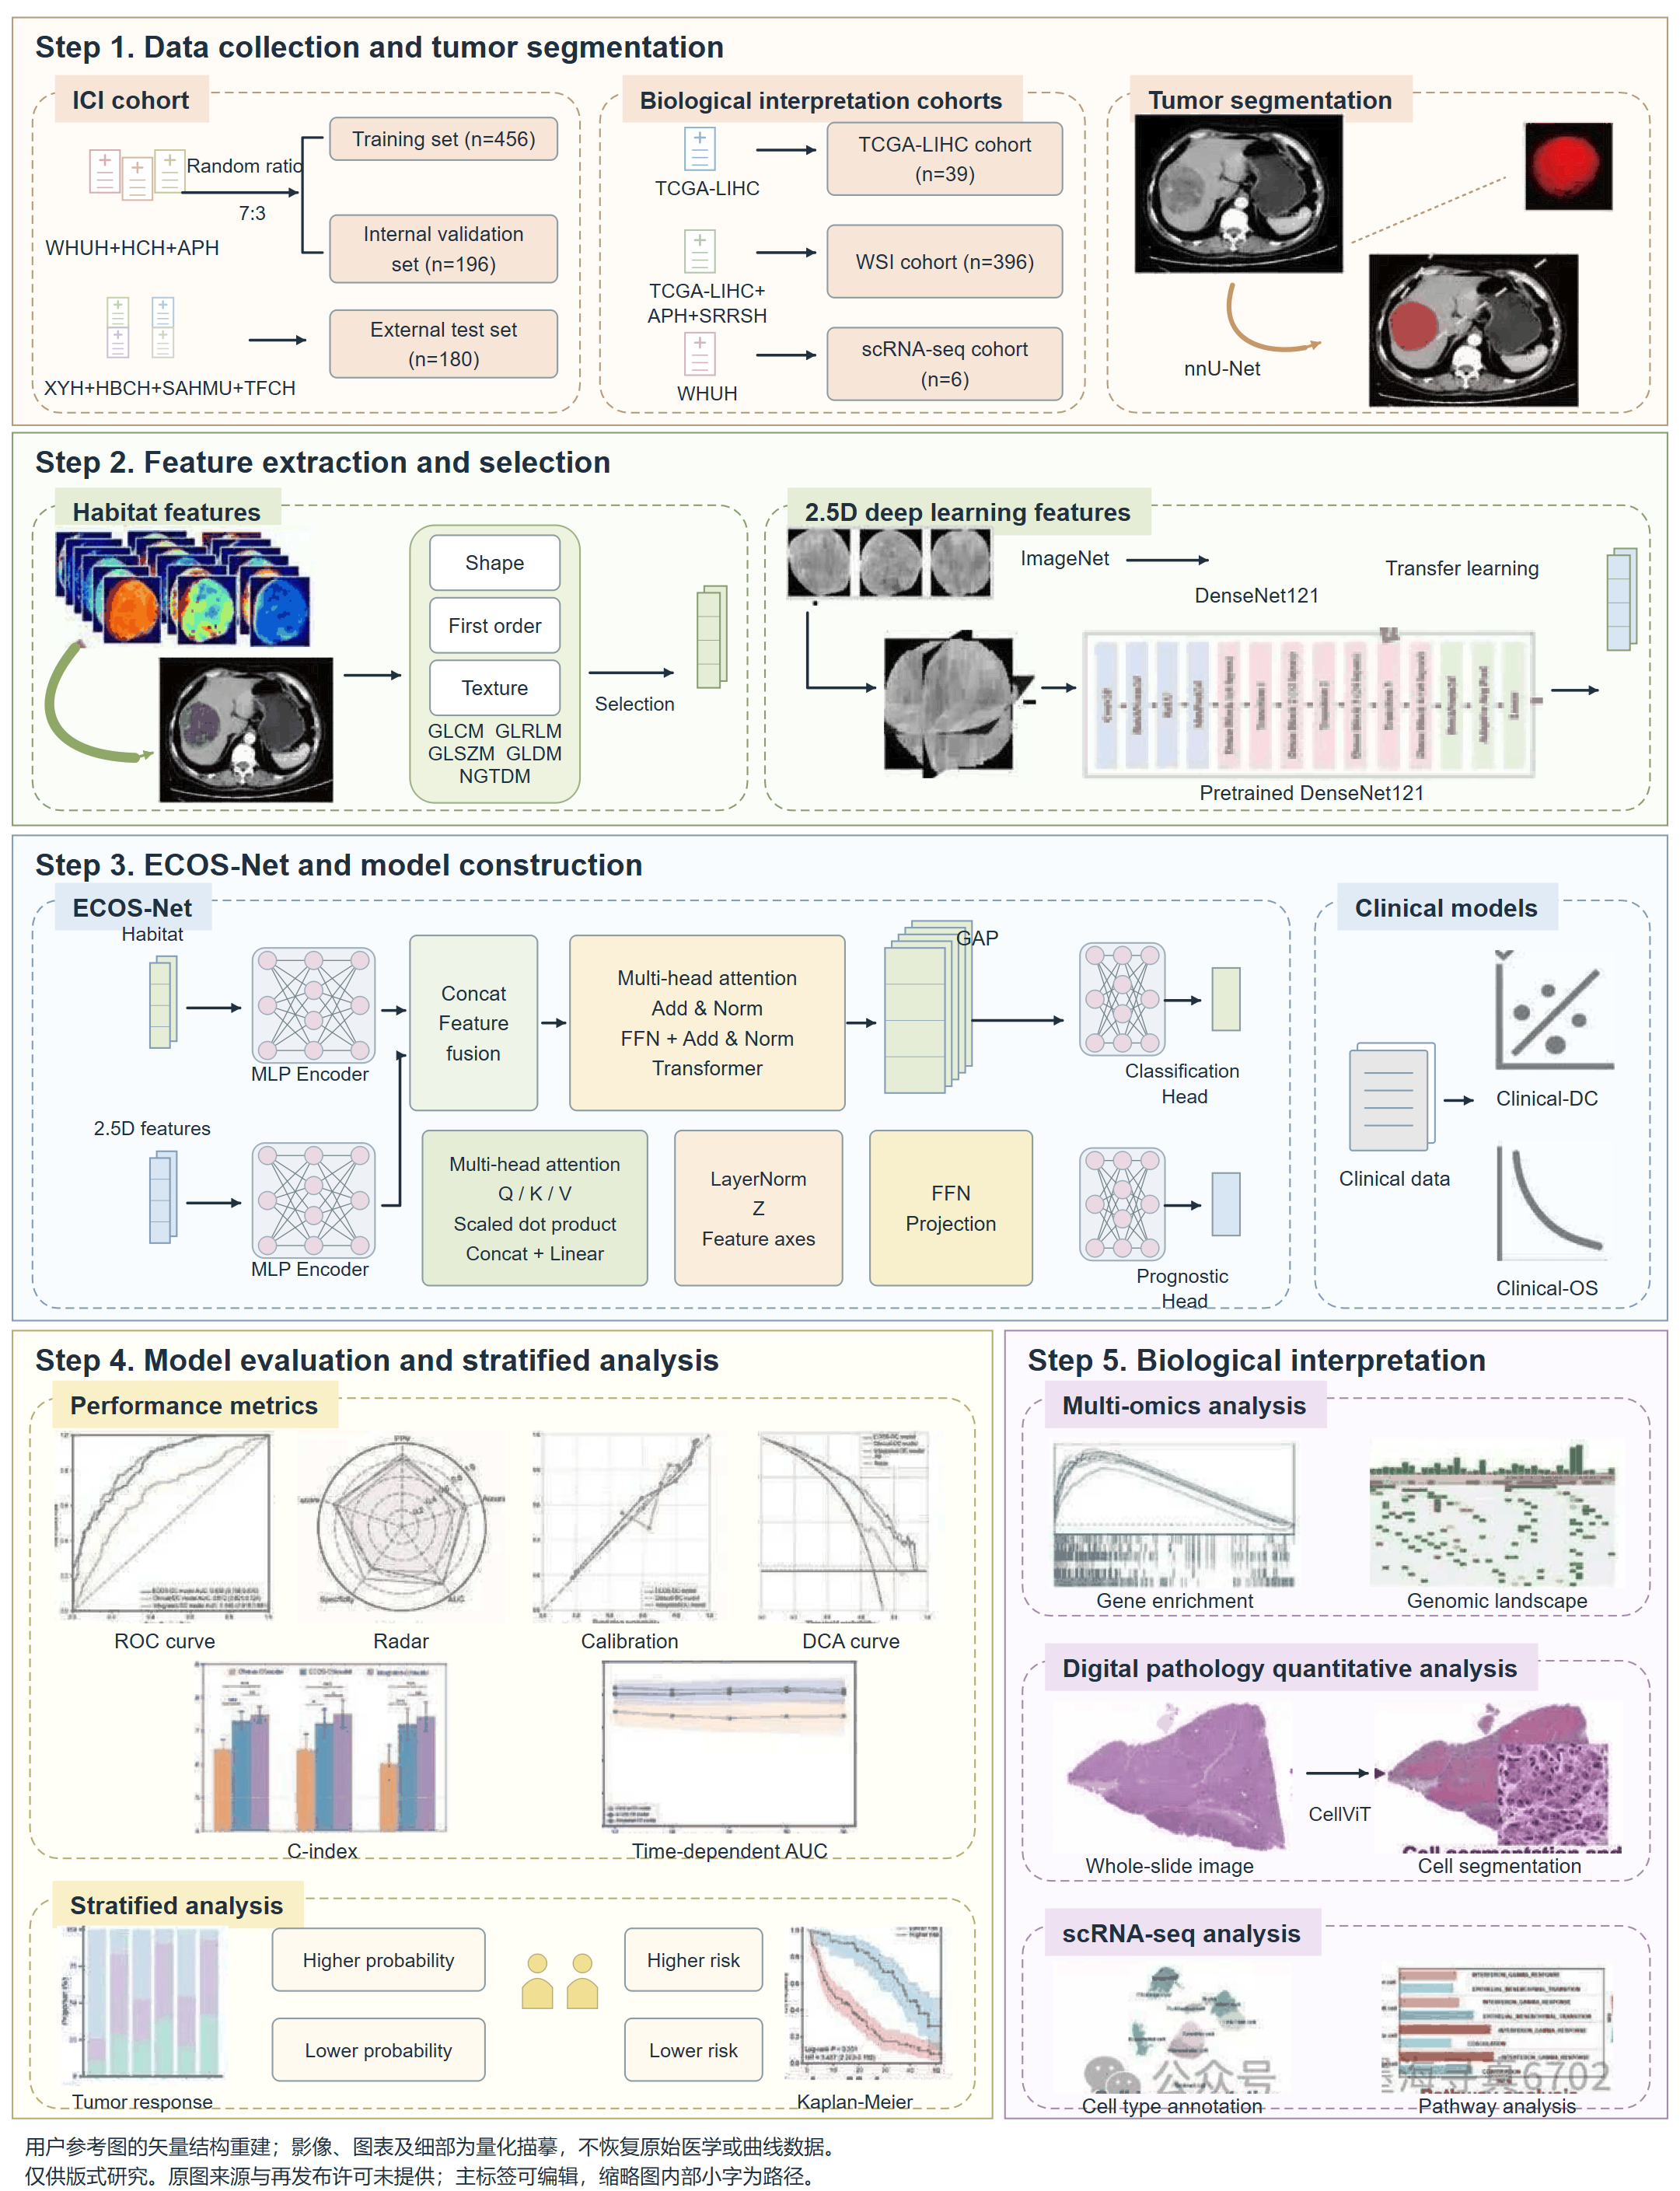 Step 1. Data collection and tumor segmentation
ICI cohort
Random ratio
7:3
WHUH+HCH+APH
Training set (n=456)
Internal validation
set (n=196)
XYH+HBCH+SAHMU+TFCH
External test set
(n=180)
Biological interpretation cohorts
TCGA-LIHC
TCGA-LIHC cohort
(n=39)
TCGA-LIHC+
APH+SRRSH
WSI cohort (n=396)
WHUH
scRNA-seq cohort
(n=6)
Tumor segmentation
nnU-Net
Step 2. Feature extraction and selection
Habitat features
Shape
First order
Texture
GLCM GLRLM
GLSZM GLDM
NGTDM
Selection
2.5D deep learning features
ImageNet
DenseNet121
Transfer learning
Pretrained DenseNet121
Step 3. ECOS-Net and model construction
ECOS-Net
Habitat
MLP Encoder
2.5D features
MLP Encoder
Concat
Feature
fusion
Multi-head attention
Add & Norm
FFN + Add & Norm
Transformer
GAP
Classification
Head
Multi-head attention
Q / K / V
Scaled dot product
Concat + Linear
LayerNorm
Z
Feature axes
FFN
Projection
Prognostic
Head
Clinical models
Clinical data
Clinical-DC
Clinical-OS
Step 4. Model evaluation and stratified analysis
Performance metrics
ROC curve
Radar
Calibration
DCA curve
C-index
Time-dependent AUC
Stratified analysis
Tumor response
Higher probability
Lower probability
Higher risk
Lower risk
Kaplan-Meier
Step 5. Biological interpretation
Multi-omics analysis
Gene enrichment
Genomic landscape
Digital pathology quantitative analysis
Whole-slide image
CellViT
Cell segmentation
scRNA-seq analysis
公众号
海寻真6702
Cell type annotation
Pathway analysis
用户参考图的矢量结构重建；影像、图表及细部为量化描摹，不恢复原始医学或曲线数据。
仅供版式研究。原图来源与再发布许可未提供；主标签可编辑，缩略图内部小字为路径。